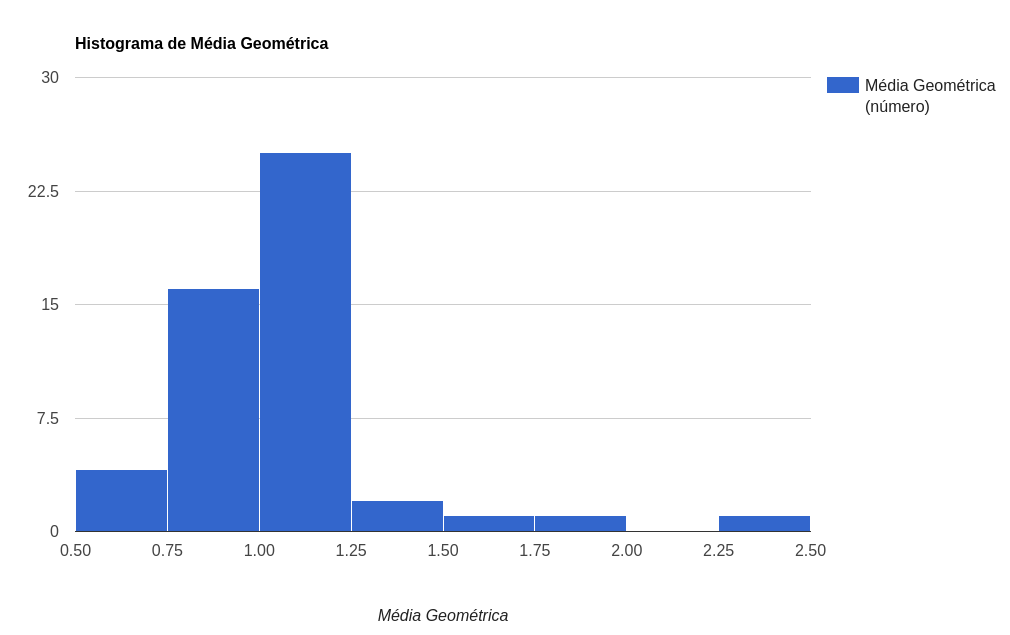 Histograma de Média Geométrica
30
22.5
15
7.5
0
0.50 0.75 1.00 1.25 1.50 1.75 2.00 2.25 2.50
Média Geométrica
Média Geométrica
(número)